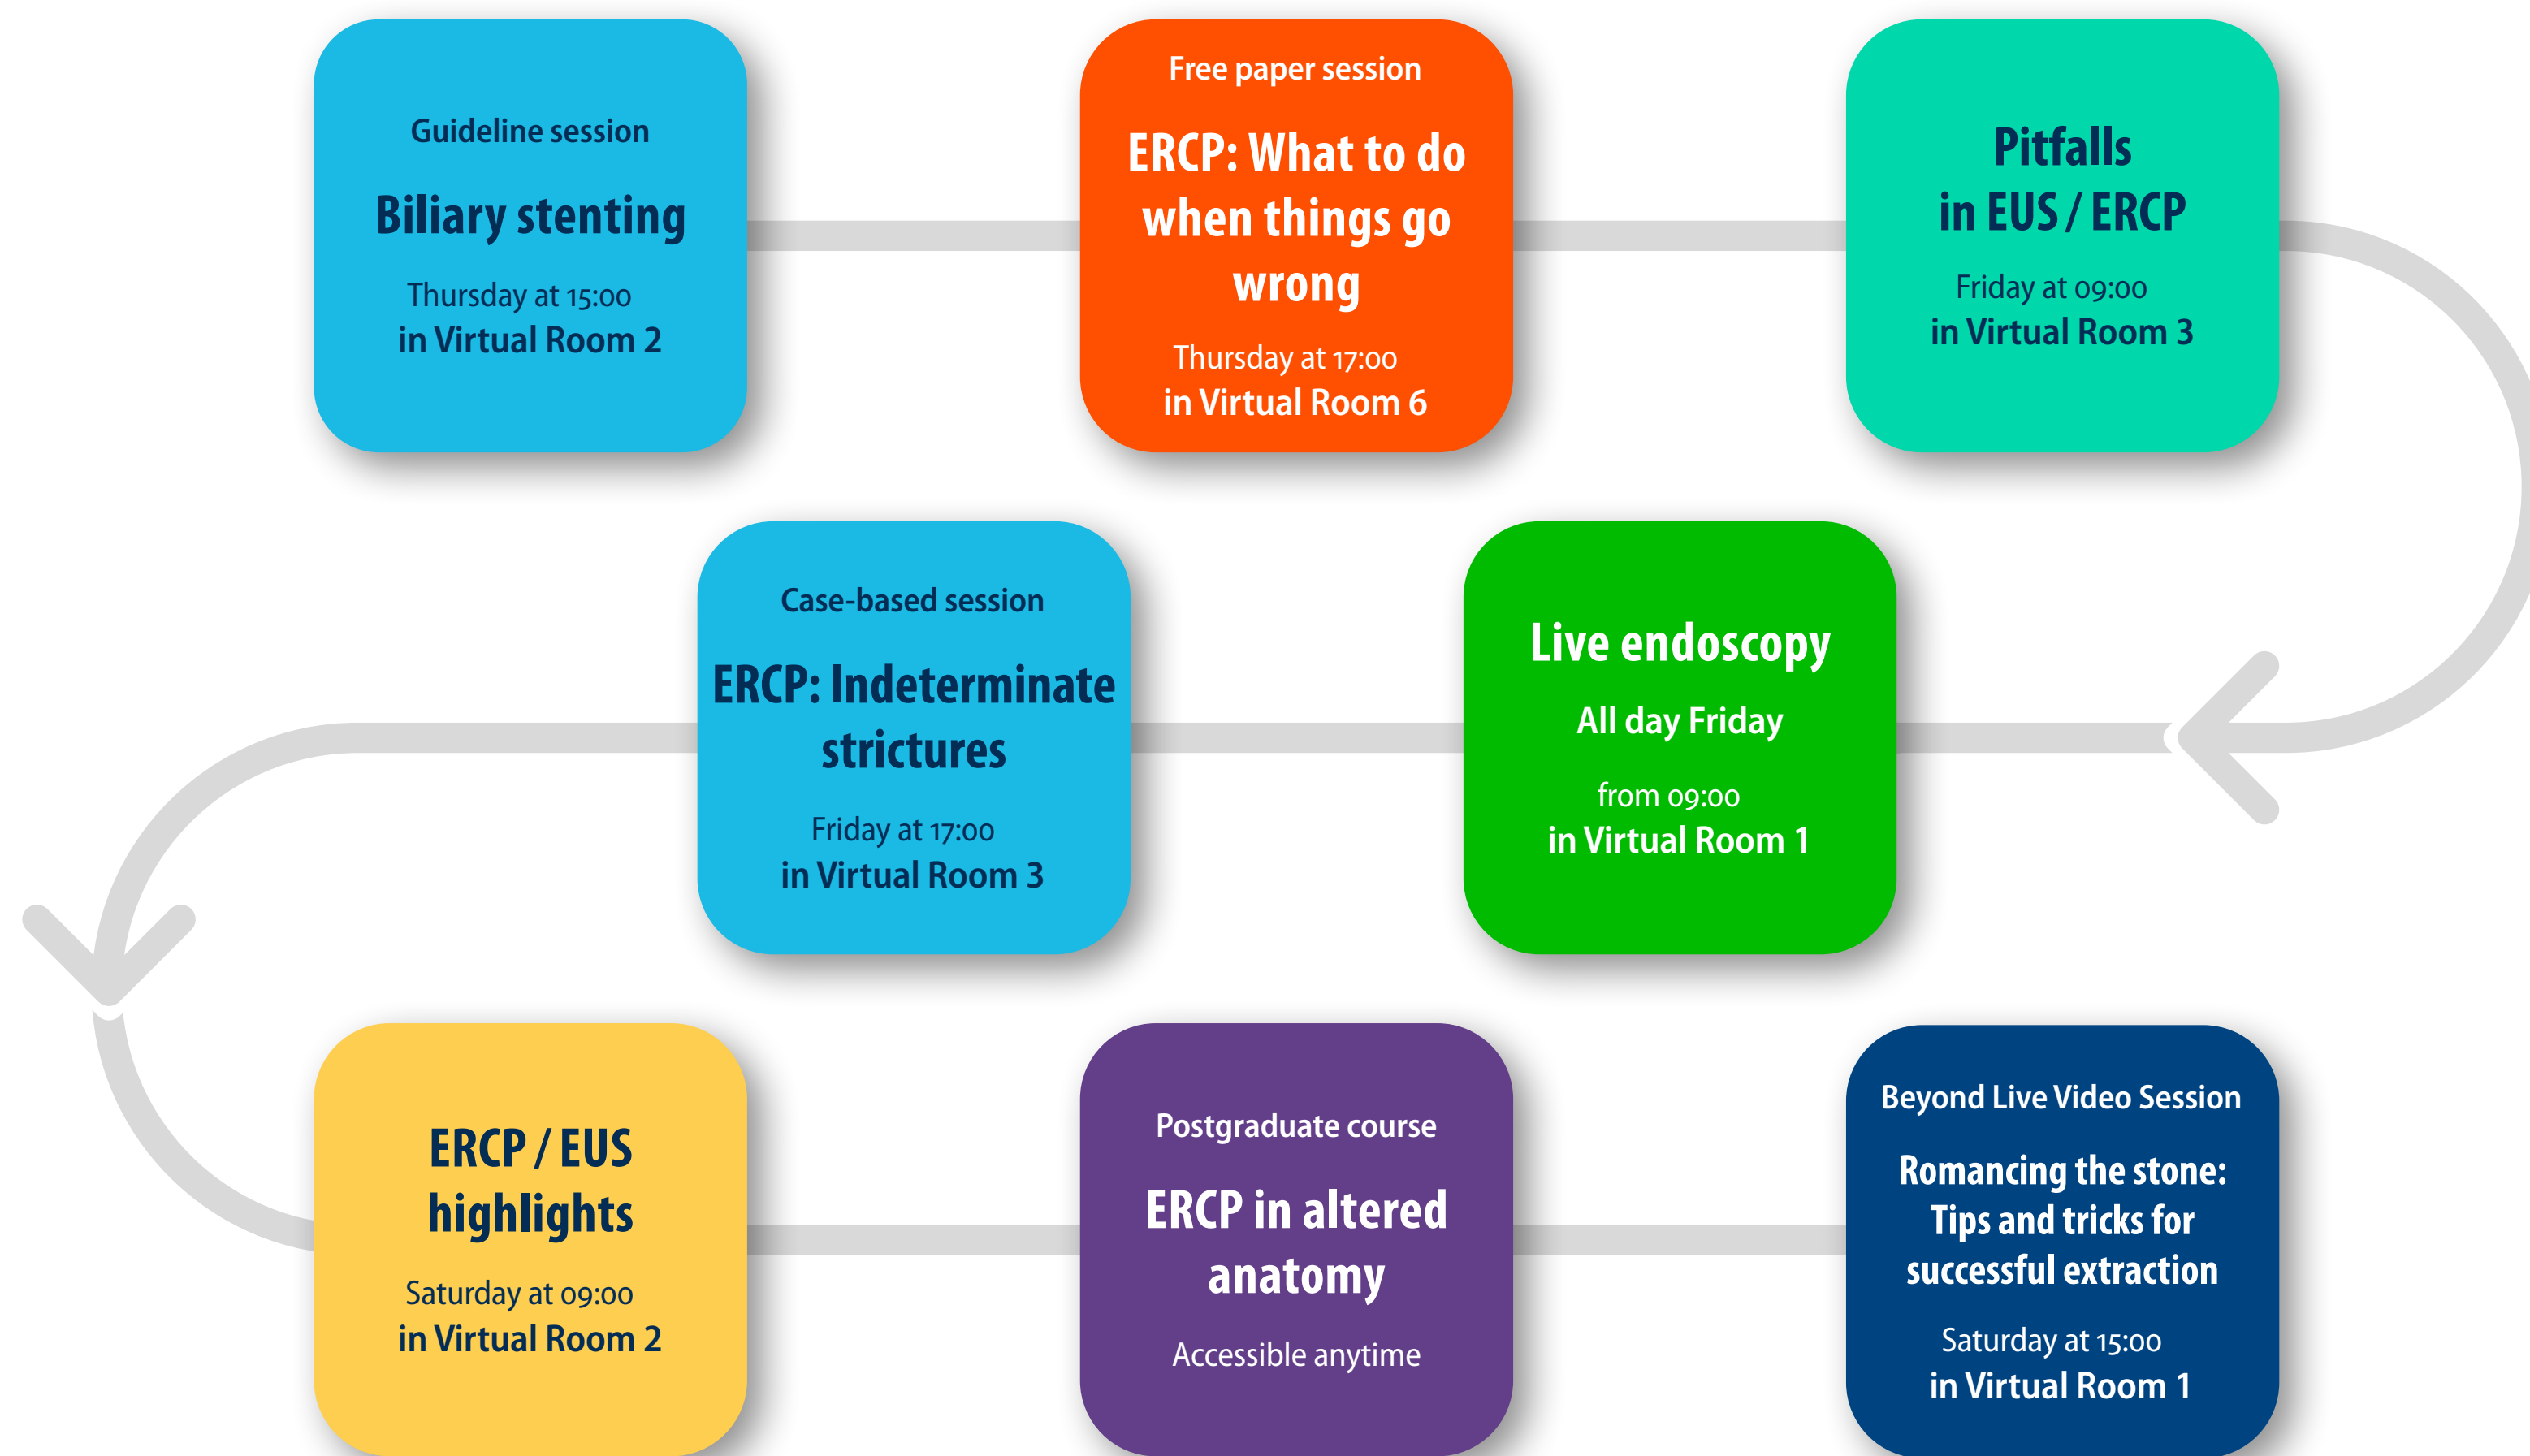 Guideline session
Biliary stenting
Thursday at 15:00
in Virtual Room 2
Free paper session
ERCP: What to do
when things go
wrong
Thursday at 17:00
in Virtual Room 6
Pitfalls
in EUS / ERCP
Friday at 09:00
in Virtual Room 3
Live endoscopy
All day Friday
from 09:00
in Virtual Room 1
Case-based session
ERCP: Indeterminate
strictures
Friday at 17:00
in Virtual Room 3
ERCP / EUS
highlights
Saturday at 09:00
in Virtual Room 2
Postgraduate course
ERCP in altered
anatomy
Accessible anytime
Beyond Live Video Session
Romancing the stone:
Tips and tricks for
successful extraction
Saturday at 15:00
in Virtual Room 1